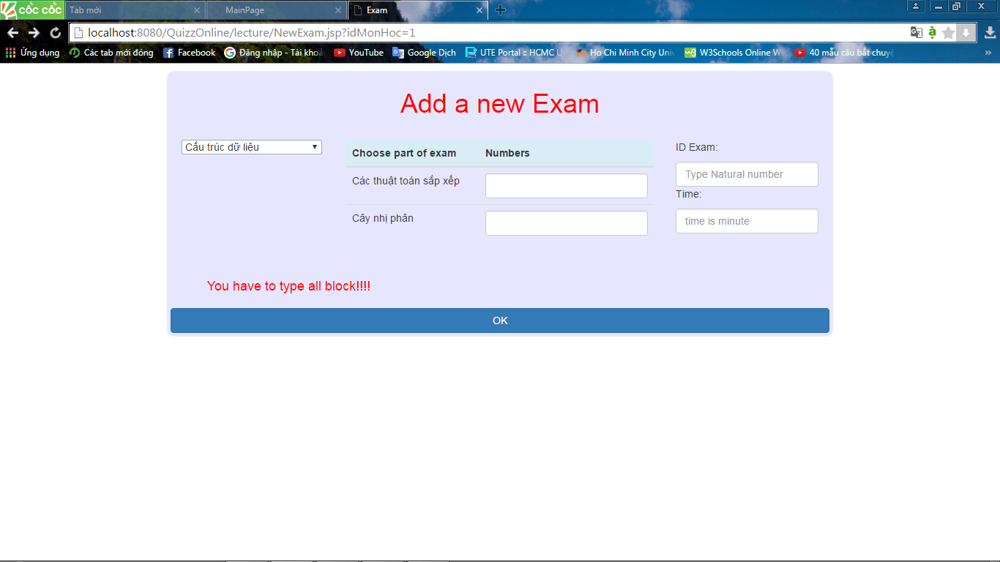 cốc cốc Tab mới MainPage Exam
localhost:8080/QuizzOnline/lecture/NewExam.jsp?idMonHoc=1
Ứng dụng Các tab mới đóng Facebook Đăng nhập - Tài khoả YouTube Google Dịch UTE Portal :: HCMC U Ho Chi Minh City Uni W3Schools Online W 40 mẫu câu bắt chuyệ »
Add a new Exam
Cấu trúc dữ liệu
Choose part of exam Numbers
Các thuật toán sắp xếp
Cây nhị phân
ID Exam:
Type Natural number
Time:
time is minute
You have to type all block!!!!
OK